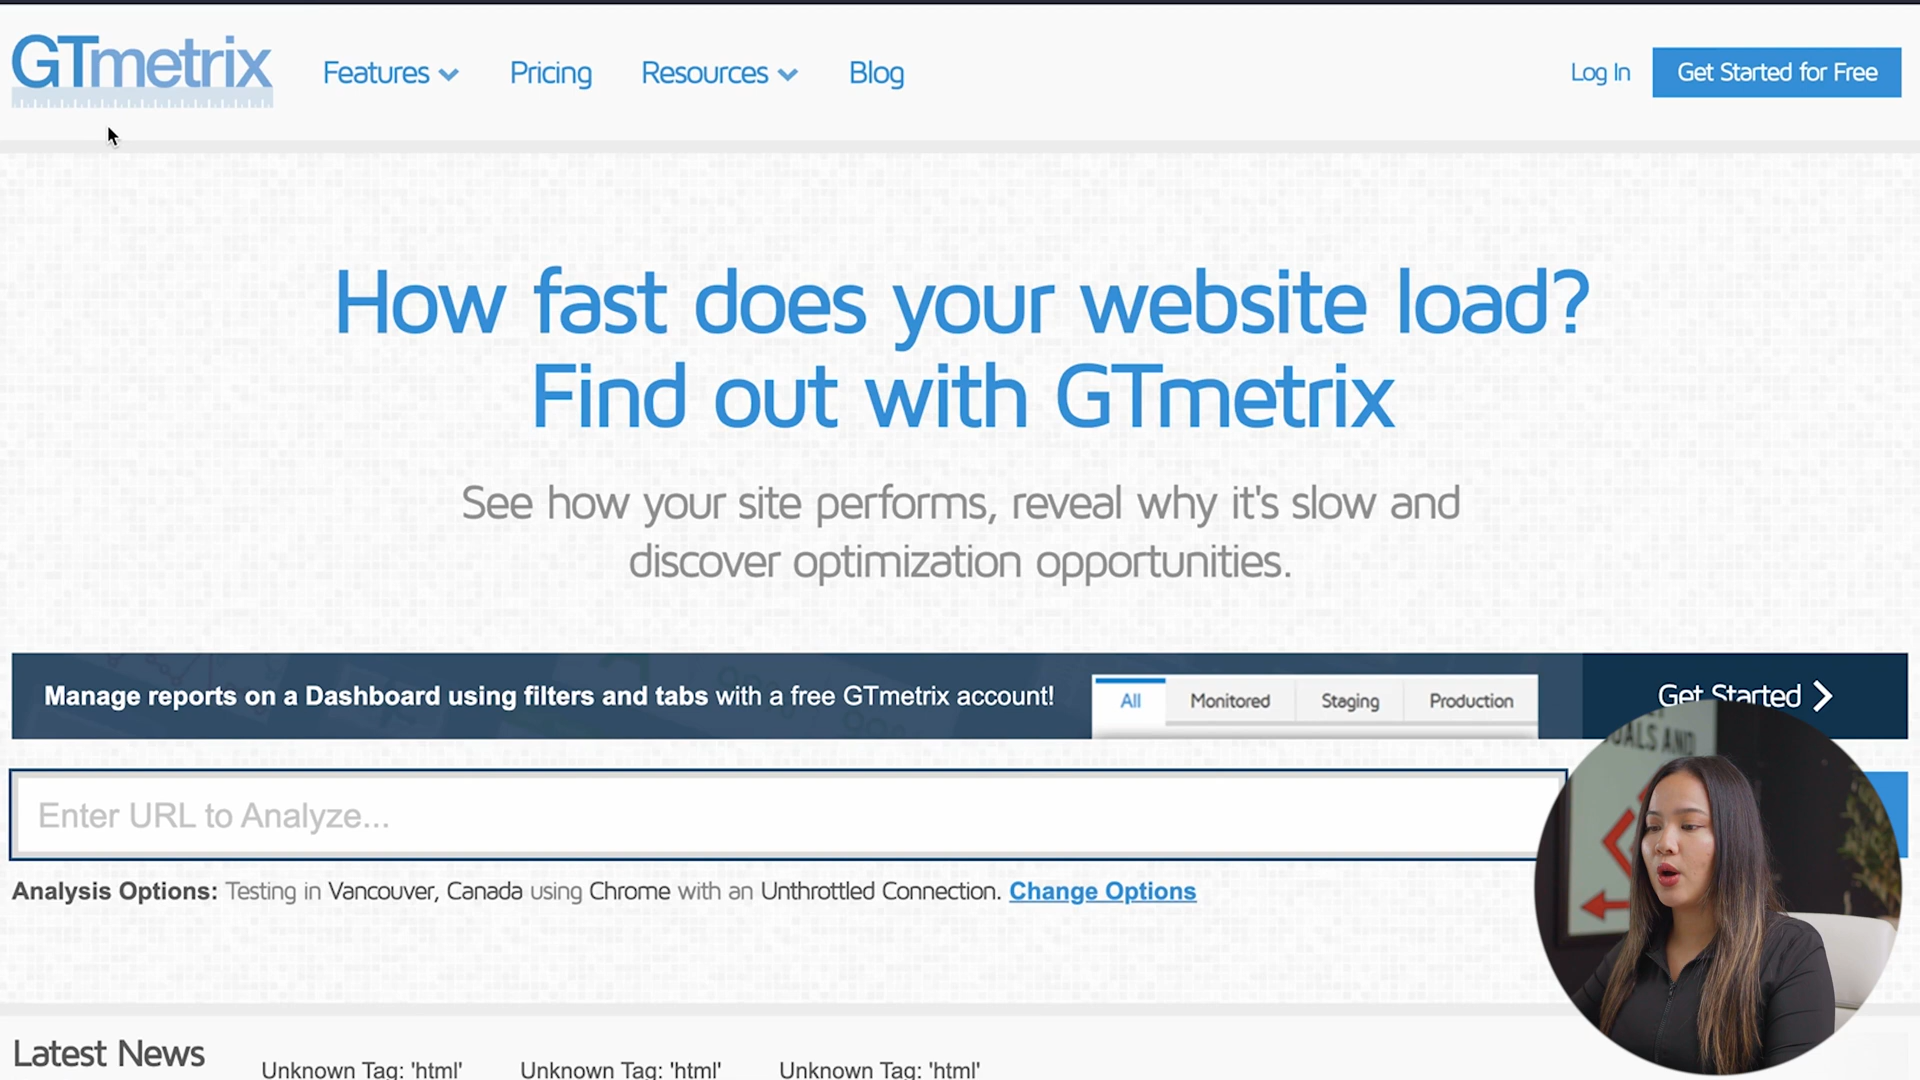 GTmetrix
Features
Pricing
Resources
Blog
Log In
Get Started for Free
How fast does your website load?
Find out with GTmetrix
See how your site performs, reveal why it's slow and
discover optimization opportunities.
Manage reports on a Dashboard using filters and tabs with a free GTmetrix account!
All
Monitored
Staging
Production
Get Started
UALS AND
Enter URL to Analyze...
Analysis Options: Testing in Vancouver, Canada using Chrome with an Unthrottled Connection. Change Options
Latest News
Unknown Tag: 'html'
Unknown Tag: 'html'
Unknown Tag: 'html'